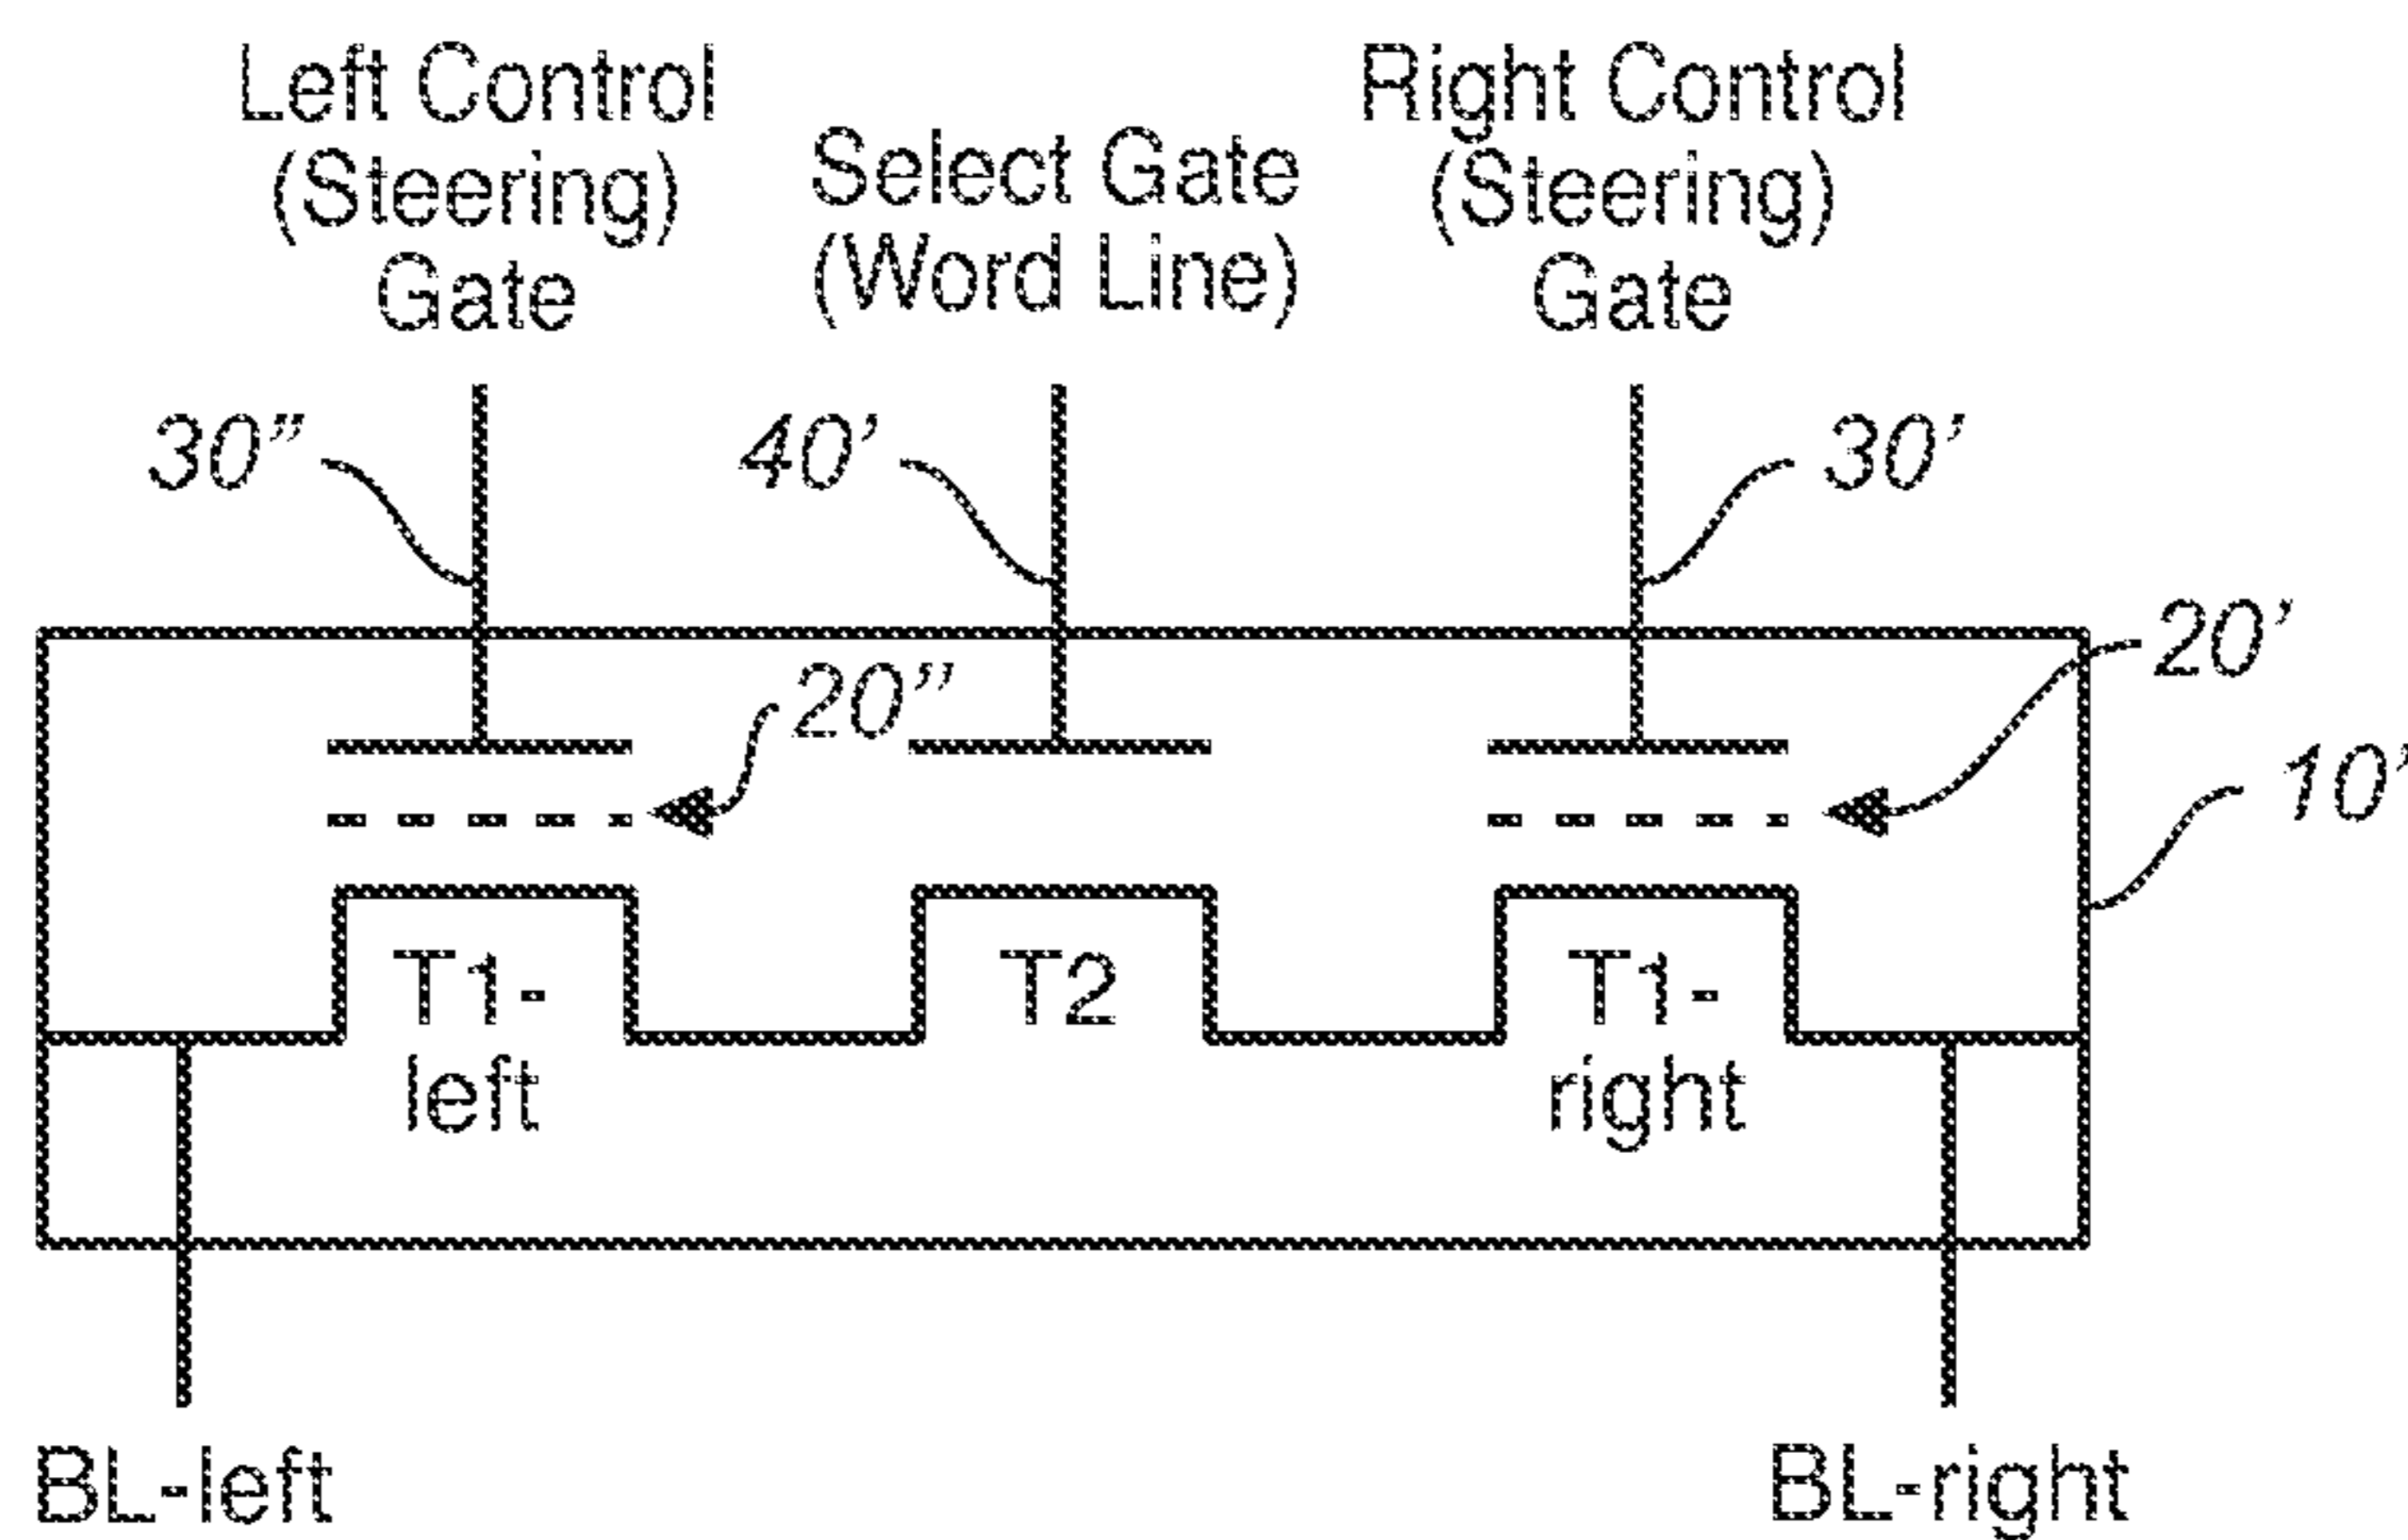 Left Control
(Steering)
Gate
Select Gate
(Word Line)
Right Control
(Steering)
Gate
30"
40'
30'
20"
20'
10'
T1-
left
T2
T1-
right
BL-left
BL-right